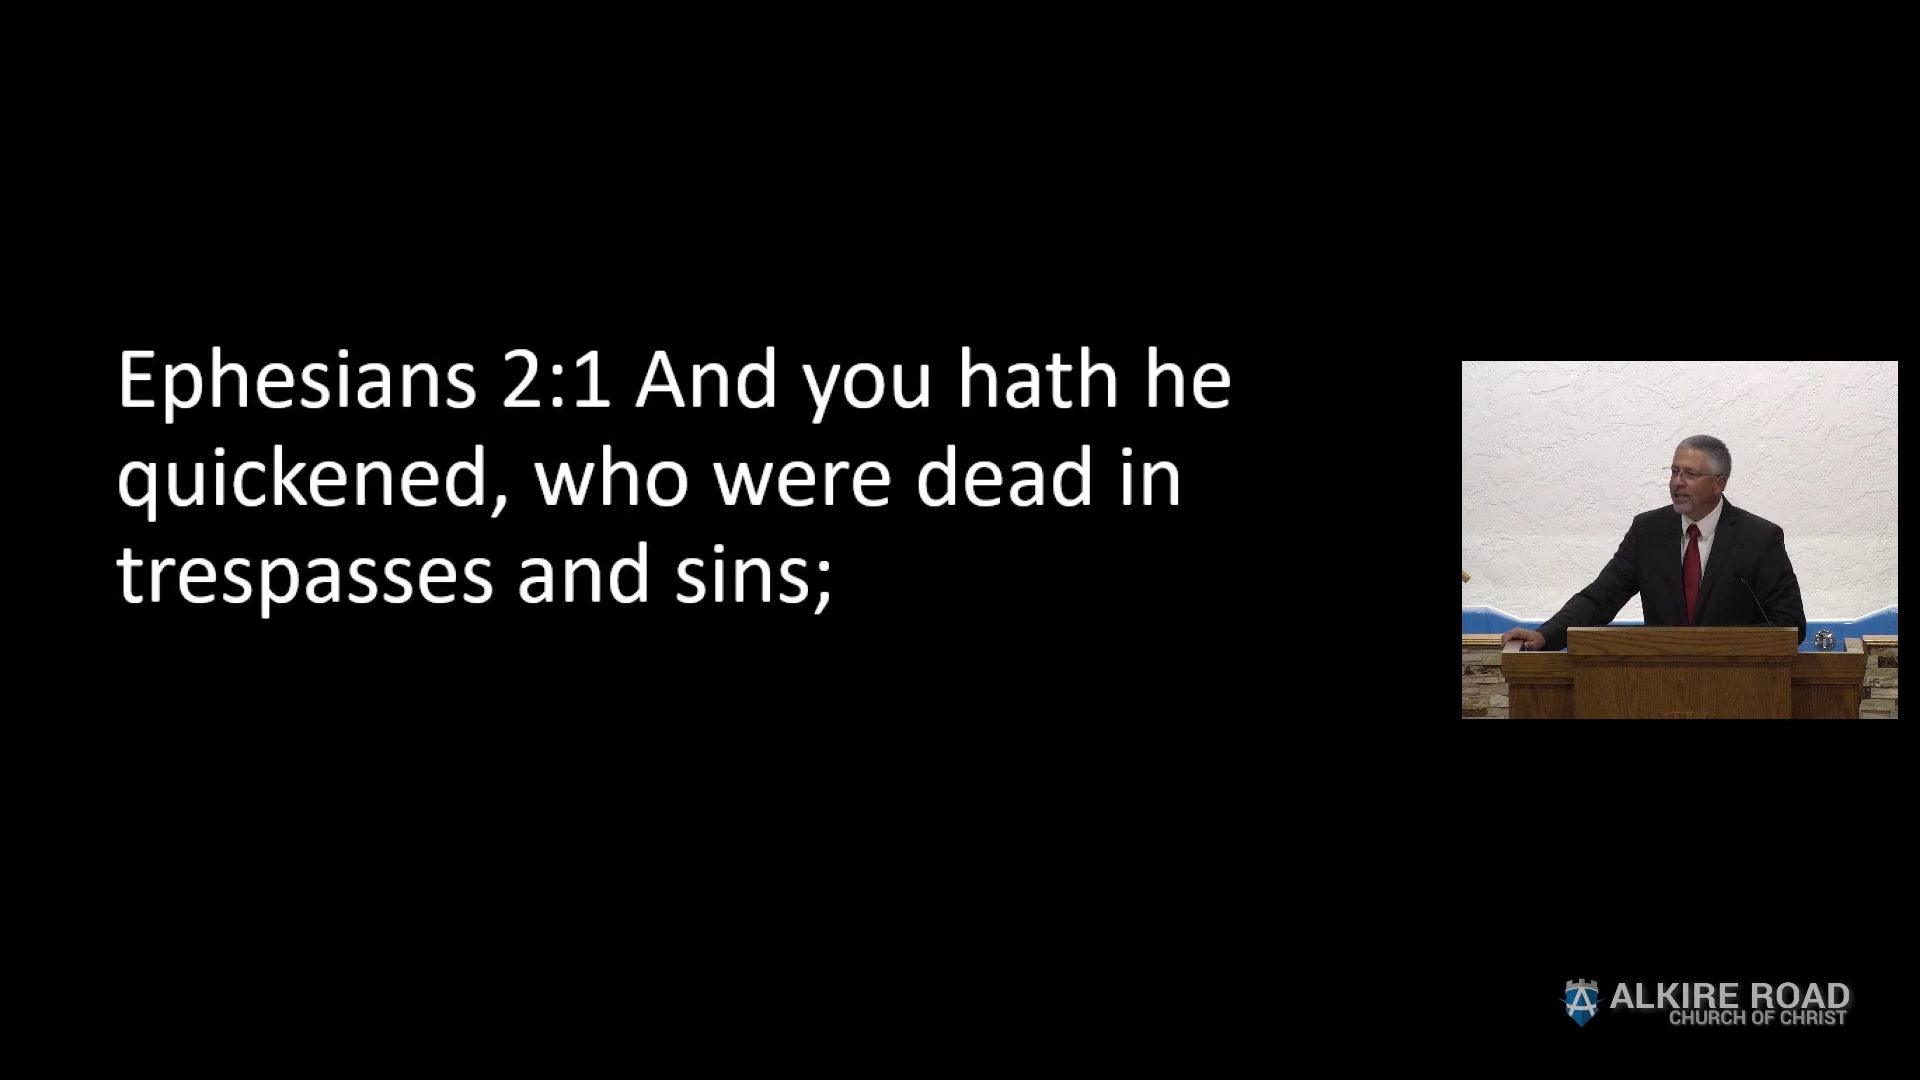 Ephesians 2:1 And you hath he
quickened, who were dead in
trespasses and sins;
ALKIRE ROAD
CHURCH OF CHRIST